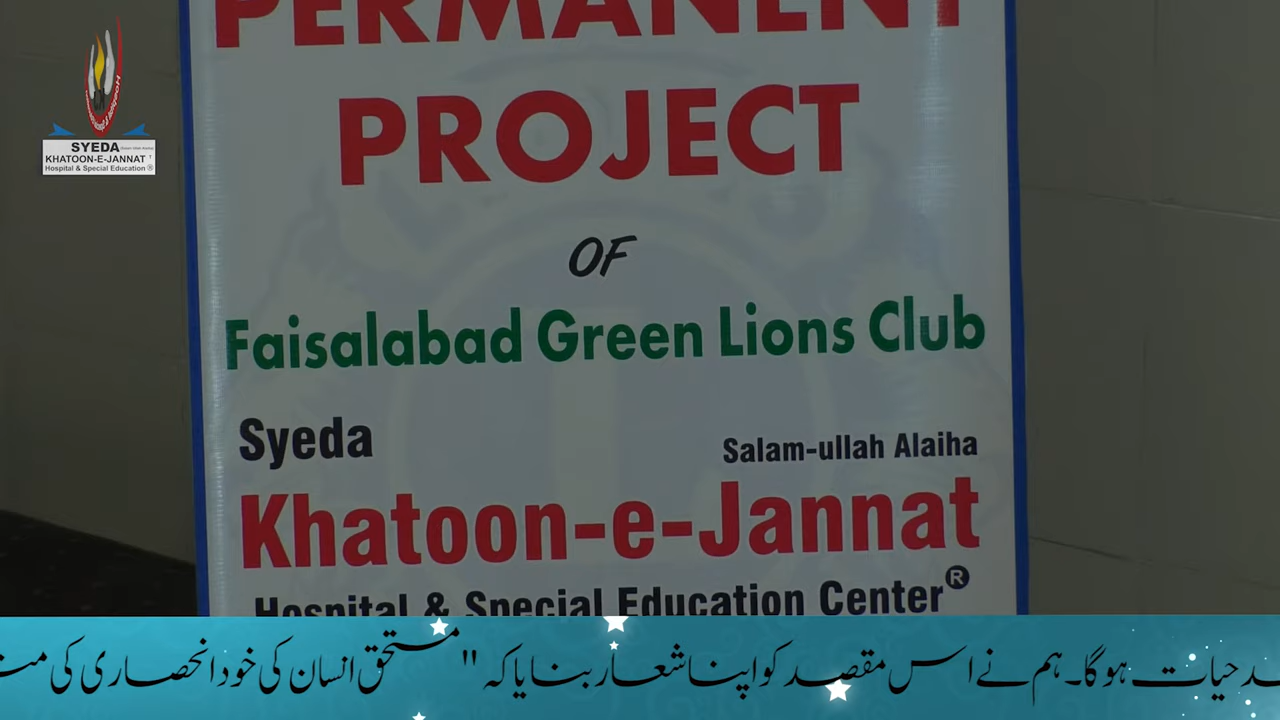 SYEDA
KHATOON-E-JANNAT
Hospital & Special Education ®
PERMANENT
PROJECT
OF
Faisalabad Green Lions Club
Syeda Salam-ullah Alaiha
Khatoon-e-Jannat
Hospital & Special Education Center®
حیات ہوگا۔ ہم نے اس مقصد کو اپنا شعار بنایا کہ "مستحق انسان کی خود انحصاری کی